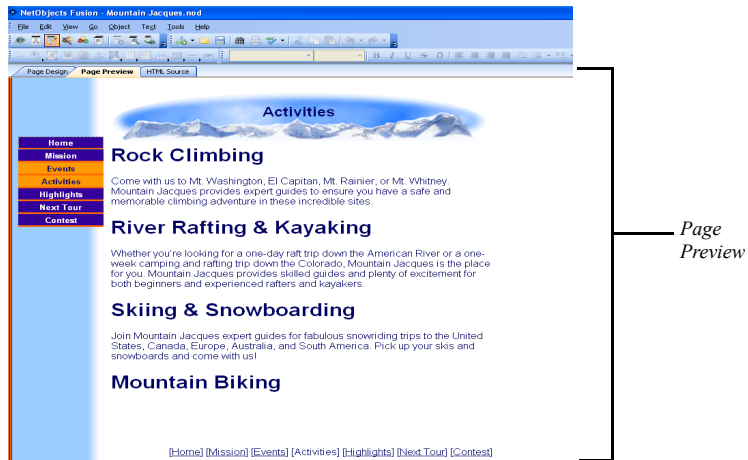 NetObjects Fusion - Mountain Jacques.nod
File Edit View Go Object Text Tools Help
B I U S
Page Design Page Preview HTML Source
Activities
Home
Mission
Events
Activities
Highlights
Next Tour
Contest
Rock Climbing
Come with us to Mt. Washington, El Capitan, Mt. Rainier, or Mt. Whitney.
Mountain Jacques provides expert guides to ensure you have a safe and
memorable climbing adventure in these incredible sites.
River Rafting & Kayaking
Whether you're looking for a one-day raft trip down the American River or a one-
week camping and rafting trip down the Colorado, Mountain Jacques is the place
for you. Mountain Jacques provides skilled guides and plenty of excitement for
both beginners and experienced rafters and kayakers.
Skiing & Snowboarding
Join Mountain Jacques expert guides for fabulous snowriding trips to the United
States, Canada, Europe, Australia, and South America. Pick up your skis and
snowboards and come with us!
Mountain Biking
[Home] [Mission] [Events] [Activities] [Highlights] [Next Tour] [Contest]
Page
Preview